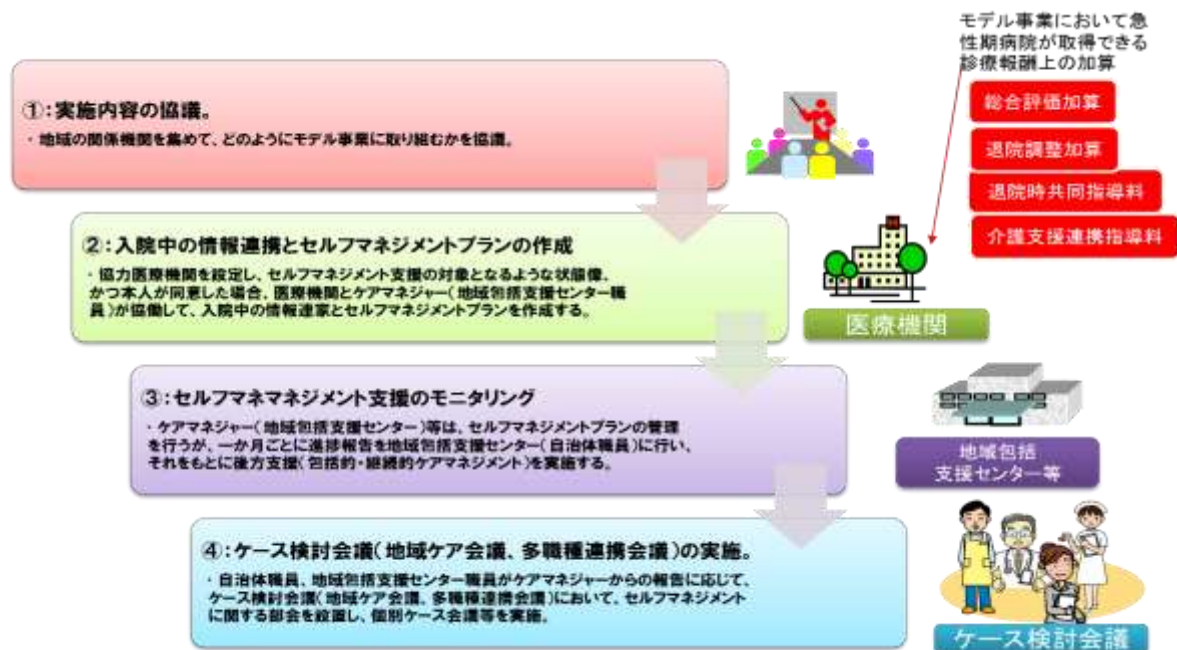 モデル事業において急
性期病院が取得できる
診療報酬上の加算
総合評価加算
退院調整加算
退院時共同指導料
介護支援連携指導料
①：実施内容の協議。
・地域の関係機関を集めて、どのようにモデル事業に取り組むかを協議。
②：入院中の情報連携とセルフマネジメントプランの作成
・協力医療機関を設定し、セルフマネジメント支援の対象となるような状態像、
かつ本人が同意した場合、医療機関とケアマネジャー（地域包括支援センター職
員）が協働して、入院中の情報連家とセルフマネジメントプランを作成する。
医療機関
③：セルフマネマネジメント支援のモニタリング
・ケアマネジャー（地域包括支援センター）等は、セルフマネジメントプランの管理
を行うが、一か月ごとに進捗報告を地域包括支援センター（自治体職員）に行い、
それをもとに後方支援（包括的・継続的ケアマネジメント）を実施する。
地域包括
支援センター等
④：ケース検討会議（地域ケア会議、多職種連携会議）の実施。
・自治体職員、地域包括支援センター職員がケアマネジャーからの報告に応じて、
ケース検討会議（地域ケア会議、多職種連携会議）において、セルフマネジメント
に関する部会を設置し、個別ケース会議等を実施。
ケース検討会議